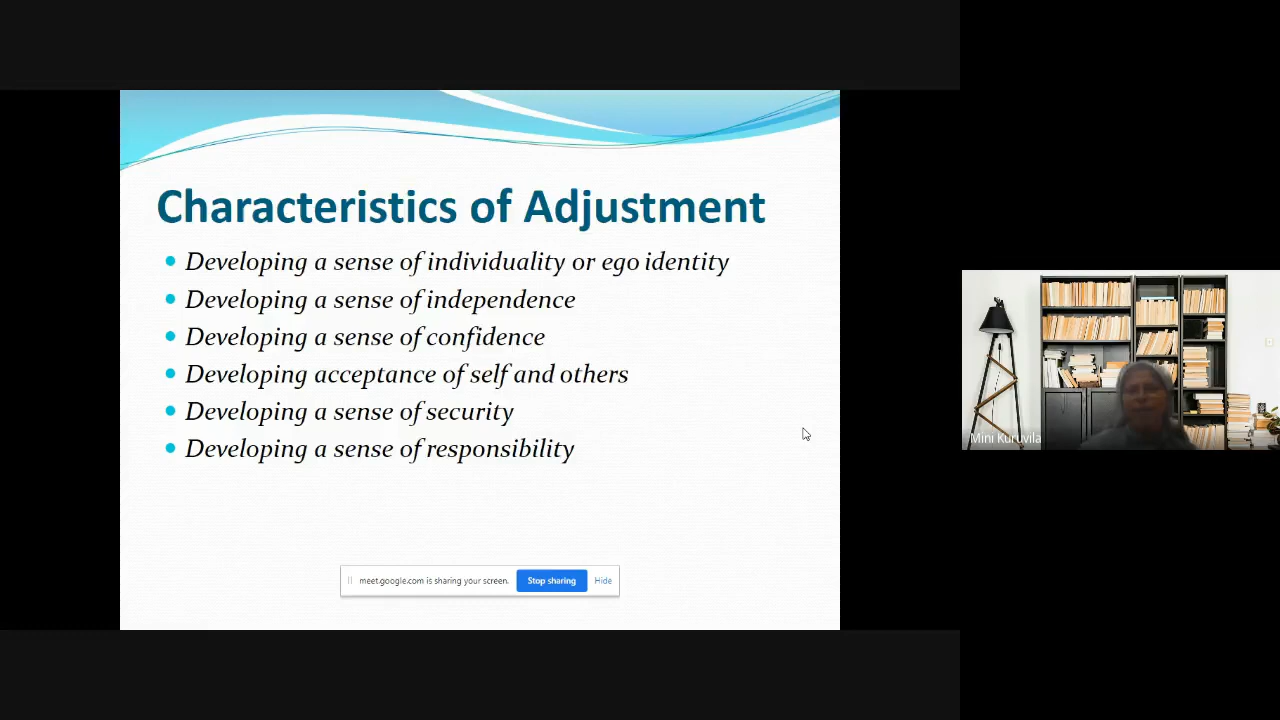 Characteristics of Adjustment
Developing a sense of individuality or ego identity
Developing a sense of independence
Developing a sense of confidence
Developing acceptance of self and others
Developing a sense of security
Developing a sense of responsibility
meet.google.com is sharing your screen. Stop sharing Hide
Mini Kuruvila